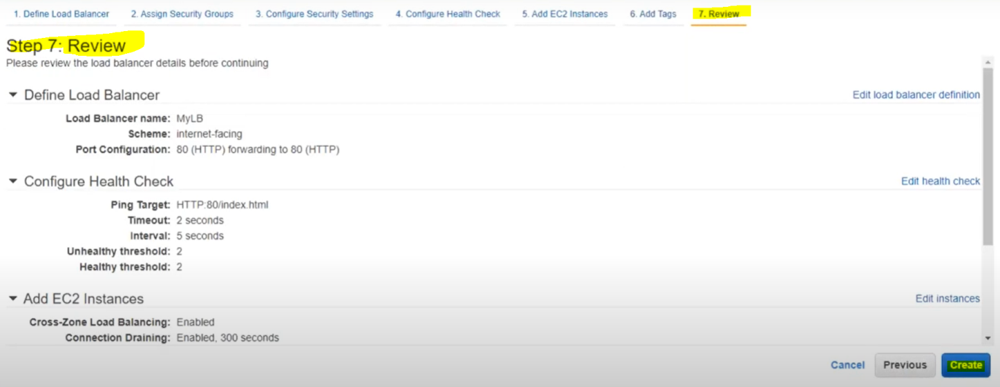 1. Define Load Balancer 2. Assign Security Groups 3. Configure Security Settings 4. Configure Health Check 5. Add EC2 Instances 6. Add Tags 7. Review
Step 7: Review
Please review the load balancer details before continuing
Define Load Balancer Edit load balancer definition
Load Balancer name: MyLB
Scheme: internet-facing
Port Configuration: 80 (HTTP) forwarding to 80 (HTTP)
Configure Health Check Edit health check
Ping Target: HTTP:80/index.html
Timeout: 2 seconds
Interval: 5 seconds
Unhealthy threshold: 2
Healthy threshold: 2
Add EC2 Instances Edit instances
Cross-Zone Load Balancing: Enabled
Connection Draining: Enabled, 300 seconds
Cancel Previous Create